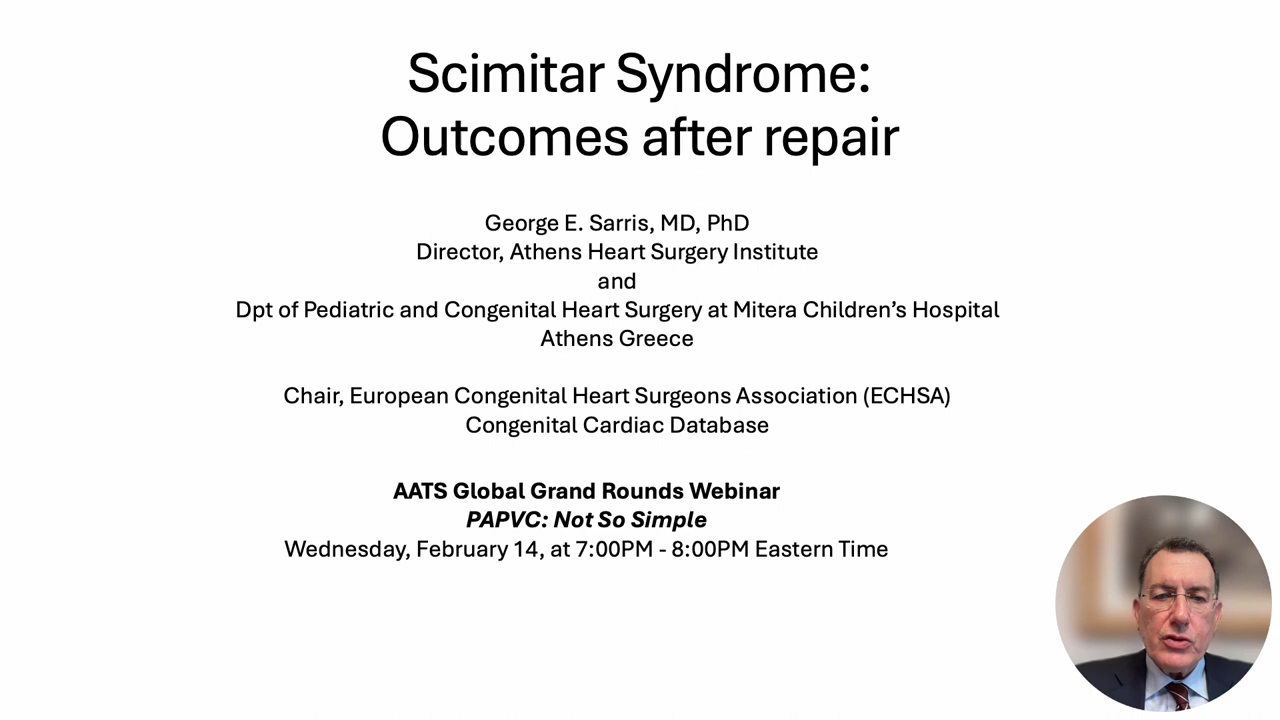 Scimitar Syndrome:
Outcomes after repair
George E. Sarris, MD, PhD
Director, Athens Heart Surgery Institute
and
Dpt of Pediatric and Congenital Heart Surgery at Mitera Children’s Hospital
Athens Greece
Chair, European Congenital Heart Surgeons Association (ECHSA)
Congenital Cardiac Database
AATS Global Grand Rounds Webinar
PAPVC: Not So Simple
Wednesday, February 14, at 7:00PM - 8:00PM Eastern Time